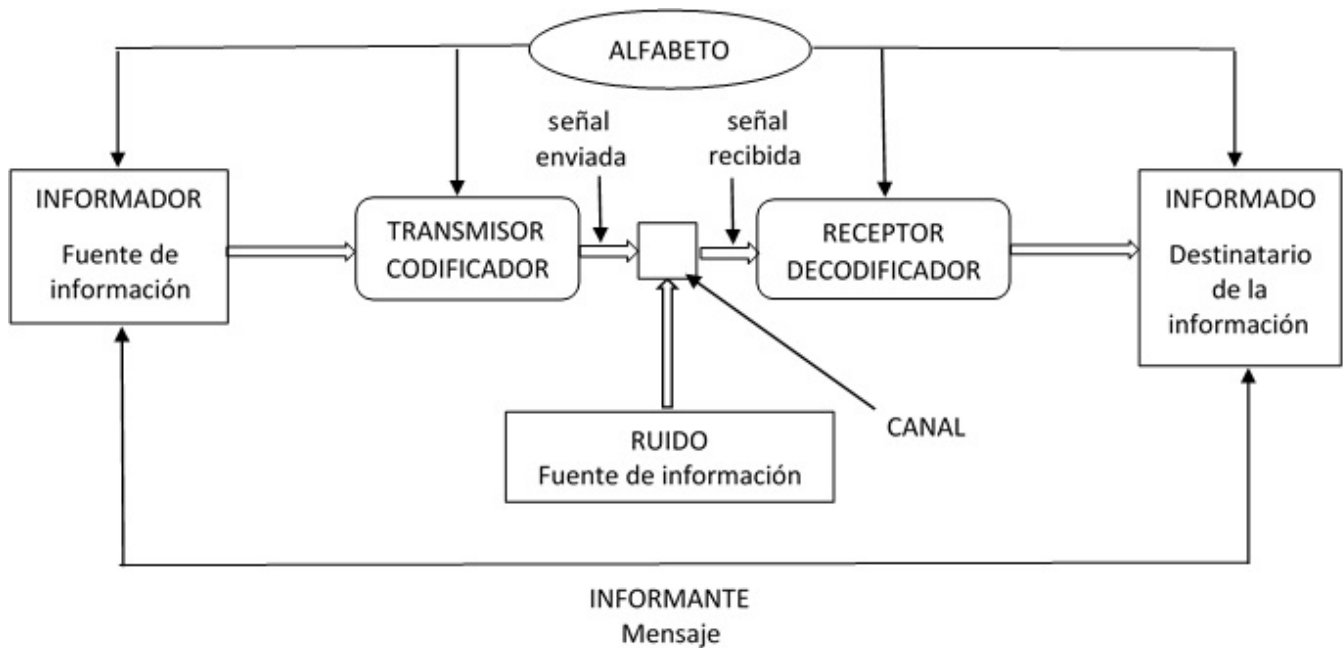 ALFABETO
señal
enviada
señal
recibida
INFORMADOR
Fuente de
información
TRANSMISOR
CODIFICADOR
RECEPTOR
DECODIFICADOR
INFORMADO
Destinatario
de la
información
CANAL
RUIDO
Fuente de información
INFORMANTE
Mensaje